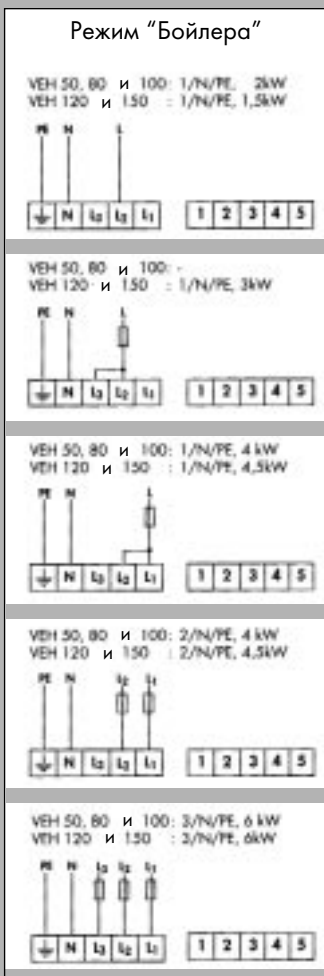 Режим “Бойлера”
VEH 50, 80 и 100: 1/N/PE, 2kW
VEH 120 и 150 : 1/N/PE, 1,5kW
PE N L
N L3 L2 L1 1 2 3 4 5
VEH 50, 80 и 100: -
VEH 120 и 150 : 1/N/PE, 3kW
PE N L
N L3 L2 L1 1 2 3 4 5
VEH 50, 80 и 100: 1/N/PE, 4 kW
VEH 120 и 150 : 1/N/PE, 4,5kW
PE N L
N L3 L2 L1 1 2 3 4 5
VEH 50, 80 и 100: 2/N/PE, 4 kW
VEH 120 и 150 : 2/N/PE, 4,5kW
PE N L2 L1
N L3 L2 L1 1 2 3 4 5
VEH 50, 80 и 100: 3/N/PE, 6 kW
VEH 120 и 150 : 3/N/PE, 6kW
PE N L3 L2 L1
N L3 L2 L1 1 2 3 4 5